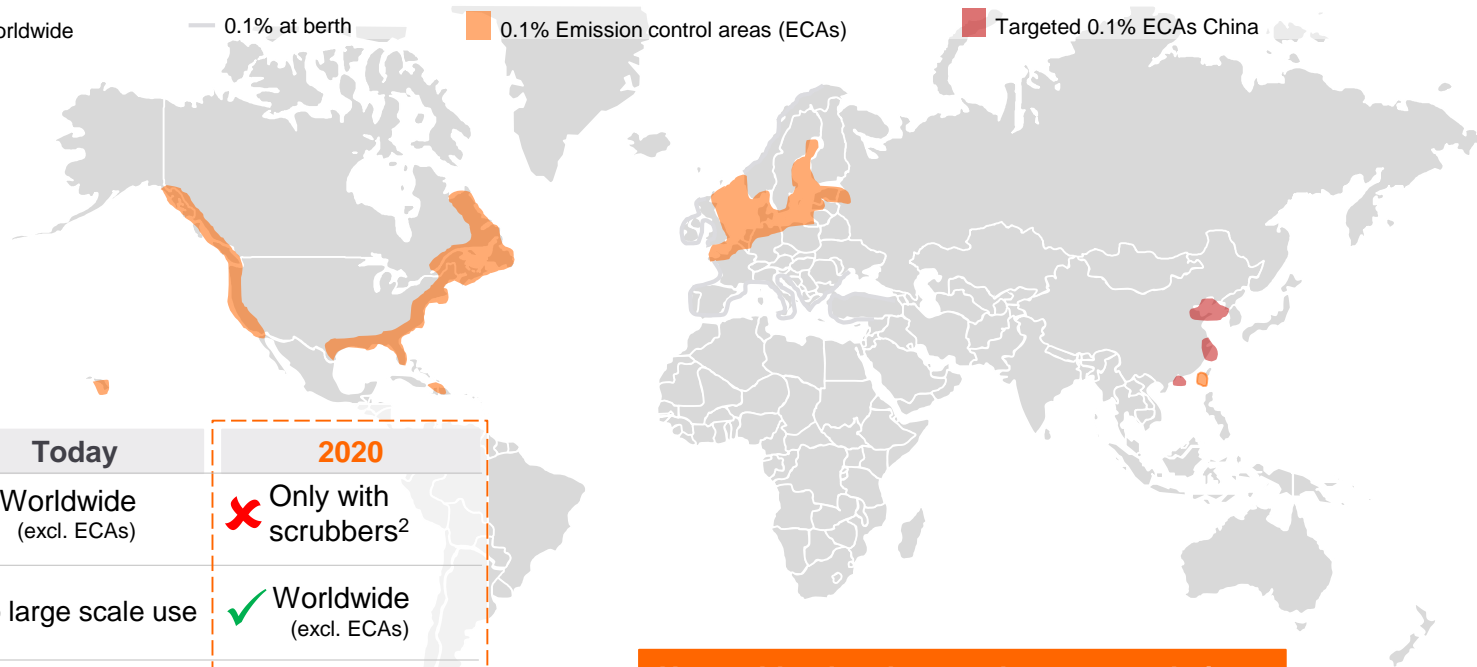 0.1% at berth
0.1% Emission control areas (ECAs)
Targeted 0.1% ECAs China
Today
2020
Worldwide
(excl. ECAs)
Only with
scrubbers²
large scale use
Worldwide
(excl. ECAs)